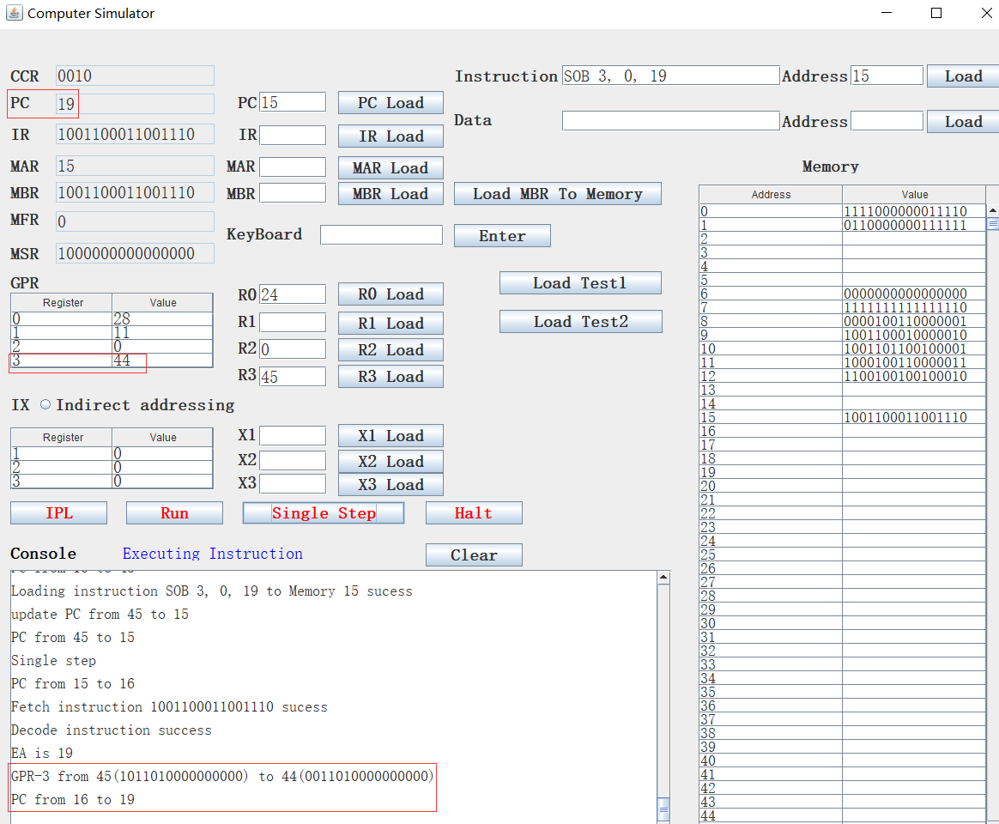 Computer Simulator
CCR 0010 Instruction SOB 3, 0, 19 Address 15 Load
PC 19 PC 15 PC Load
Data Address Load
IR 1001100011001110 IR IR Load
MAR 15 MAR MAR Load Memory
MBR 1001100011001110 MBR MBR Load Load MBR To Memory
MFR 0
KeyBoard Enter
MSR 1000000000000000
GPR Load Test1
Register Value R0 24 R0 Load
0 28
1 11 R1 R1 Load Load Test2
2 0 R2 0 R2 Load
3 44 R3 45 R3 Load
IX Indirect addressing
Register Value X1 X1 Load
1 0
2 0 X2 X2 Load
3 0 X3 X3 Load
IPL Run Single Step Halt
Console Executing Instruction Clear
Loading instruction SOB 3, 0, 19 to Memory 15 sucess
update PC from 45 to 15
PC from 45 to 15
Single step
PC from 15 to 16
Fetch instruction 1001100011001110 sucess
Decode instruction success
EA is 19
GPR-3 from 45(1011010000000000) to 44(0011010000000000)
PC from 16 to 19
Address Value
0 1111000000011110
1 0110000000111111
2
3
4
5
6 0000000000000000
7 1111111111111110
8 0000100110000001
9 1001100010000010
10 1001101100100001
11 1000100110000011
12 1100100100100010
13
14
15 1001100011001110
16
17
18
19
20
21
22
23
24
25
26
27
28
29
30
31
32
33
34
35
36
37
38
39
40
41
42
43
44